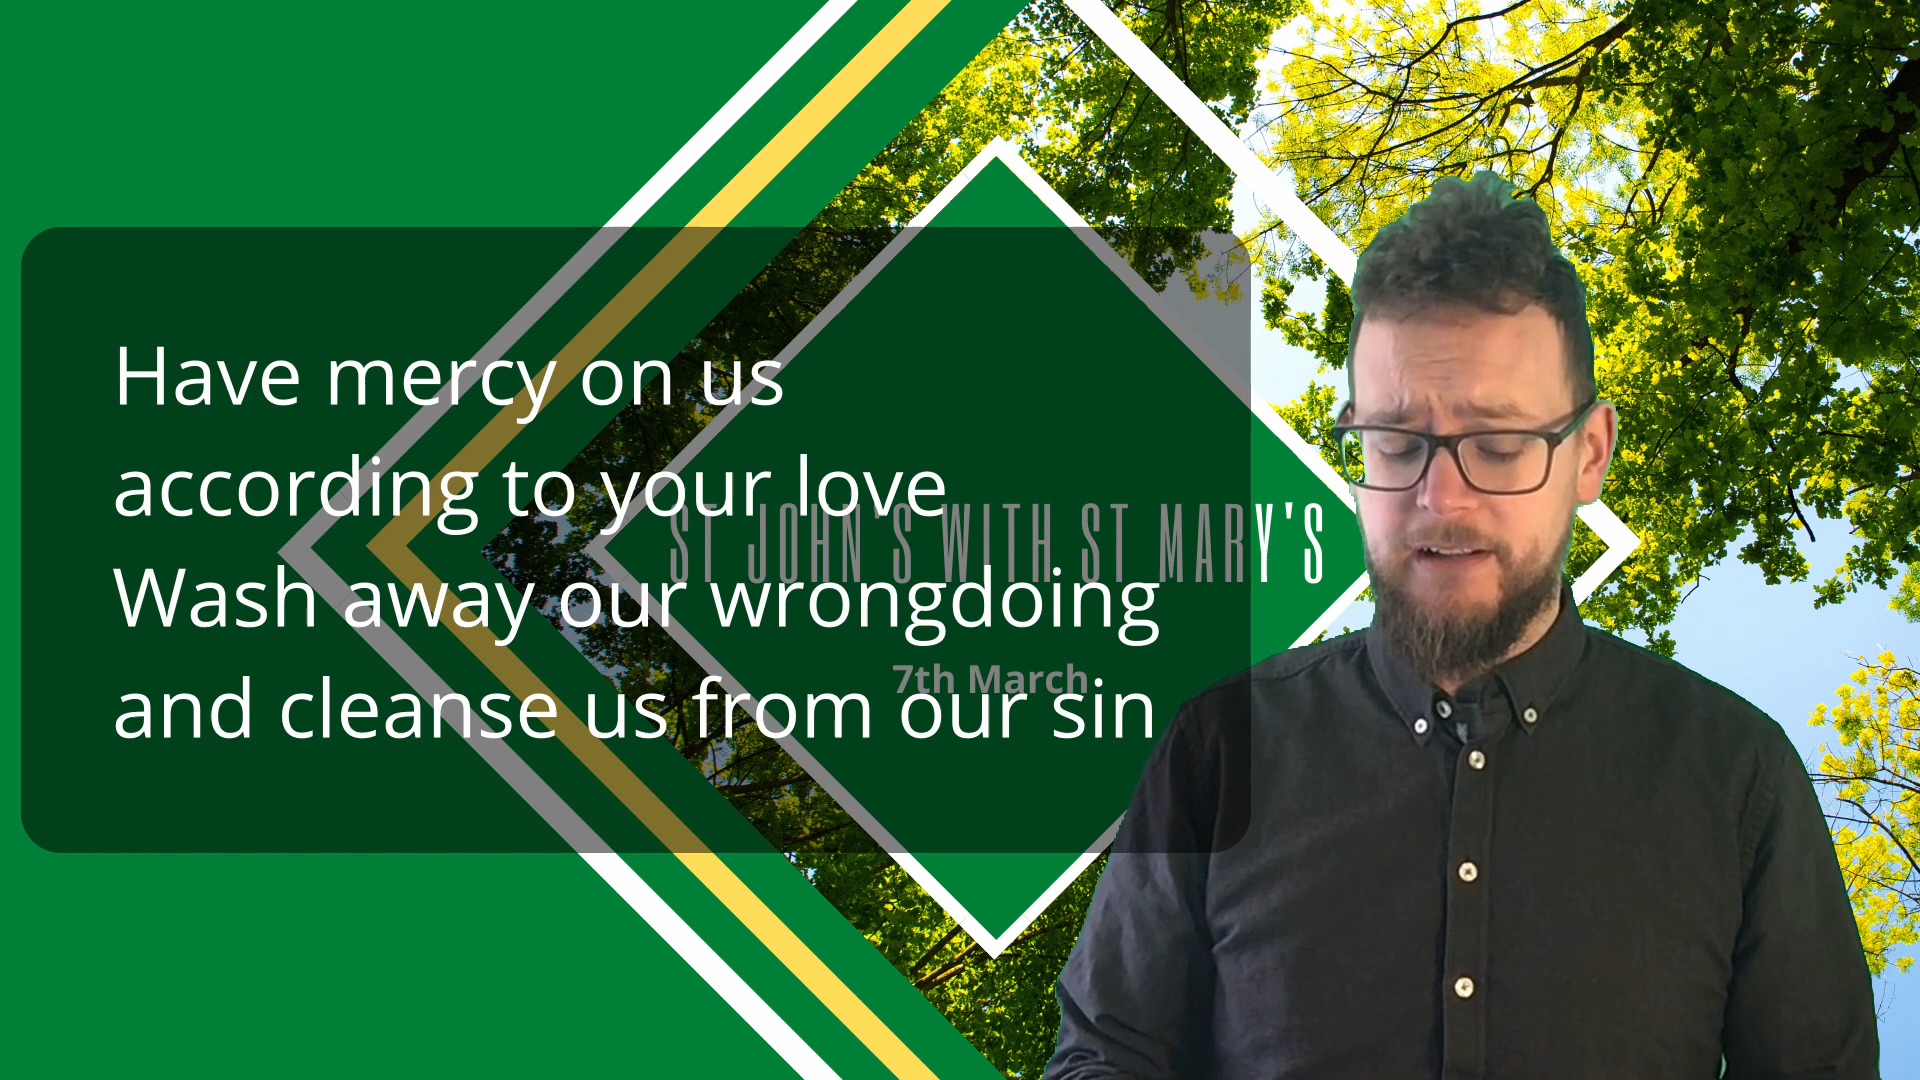 Have mercy on us
according to your love
ST JOHN'S WITH ST MARY'S
Wash away our wrongdoing
7th March
and cleanse us from our sin